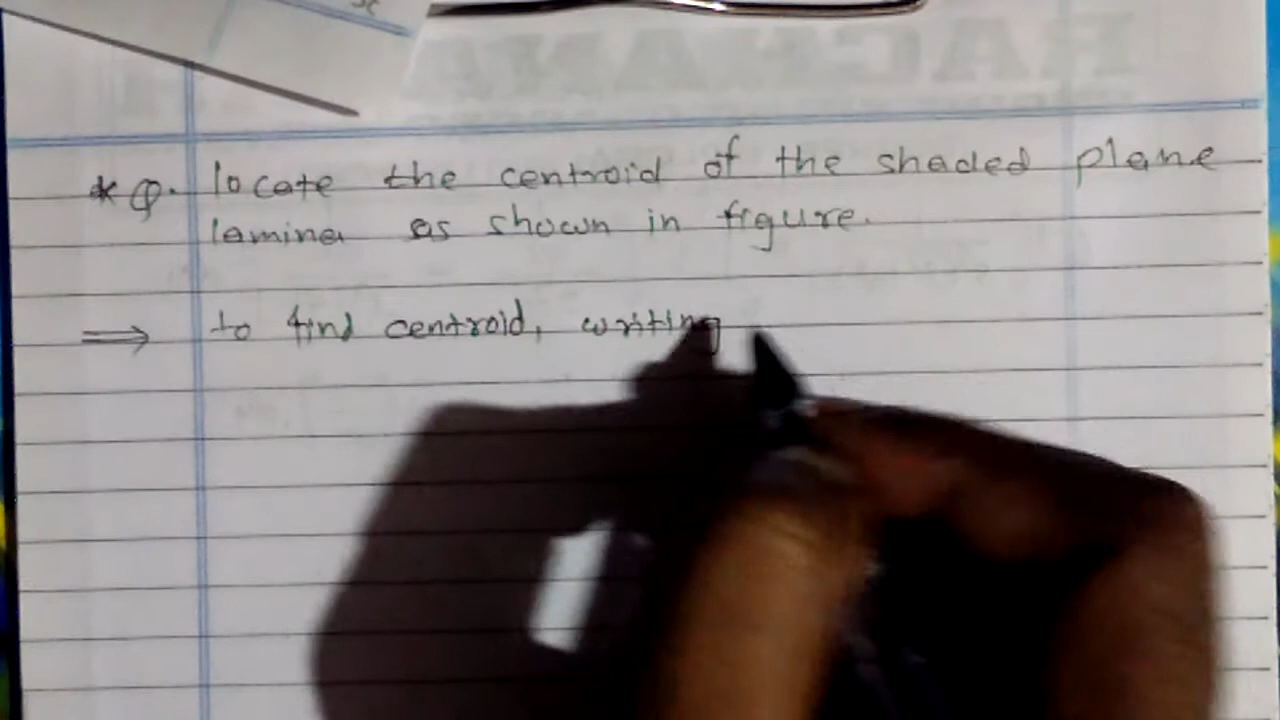 * Q. locate the centroid of the shaded plane
lamina as shown in figure.
⟹ to find centroid, writing